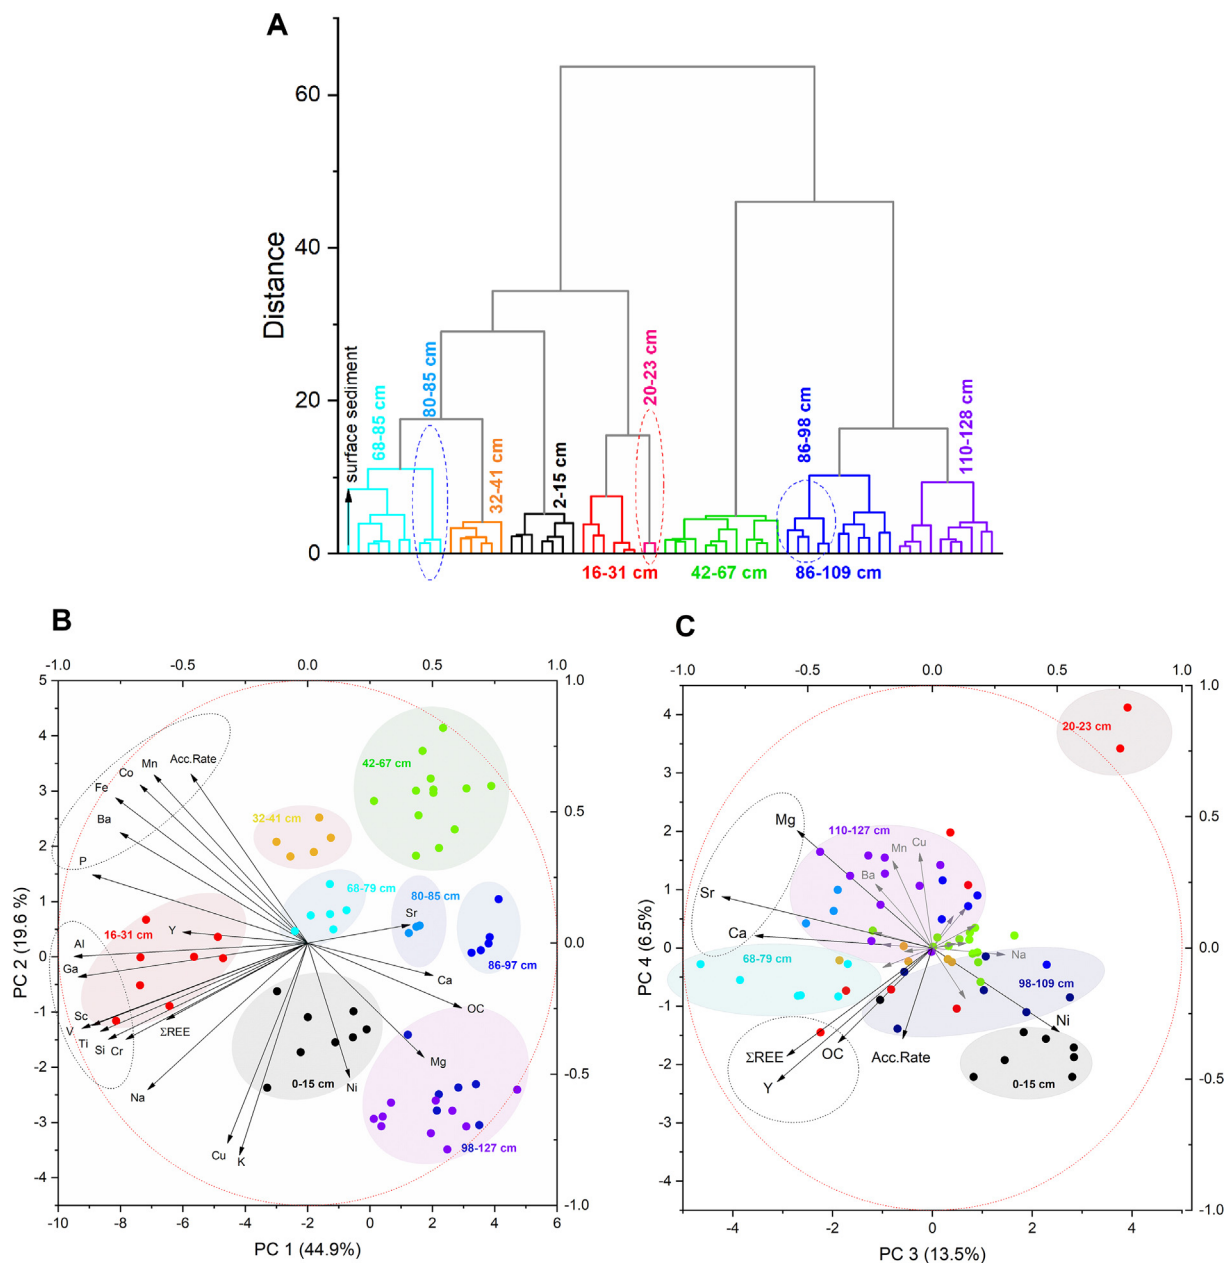 A
Distance
60
40
20
0
surface sediment
68-85 cm
80-85 cm
32-41 cm
2-15 cm
20-23 cm
86-98 cm
110-128 cm
16-31 cm
42-67 cm
86-109 cm
B
-1.0 -0.5 0.0 0.5 1.0
5
4
3
2
1
0
-1
-2
-3
-4
1.0
0.5
0.0
-0.5
-1.0
PC 2 (19.6 %)
Mn
Acc.Rate
Co
Fe
Ba
P
42-67 cm
32-41 cm
68-79 cm
80-85 cm
Sr
86-97 cm
16-31 cm
Y
Al
Ga
Ca
OC
Sc
V
Ti
Si
Cr
ΣREE
Na
Mg
Ni
0-15 cm
Cu
K
98-127 cm
-10 -8 -6 -4 -2 0 2 4 6
PC 1 (44.9%)
C
-1.0 -0.5 0.0 0.5 1.0
4
3
2
1
0
-1
-2
-3
-4
1.0
0.5
0.0
-0.5
-1.0
PC 4 (6.5%)
20-23 cm
Mg
110-127 cm
Mn
Cu
Ba
Sr
Ca
Na
68-79 cm
98-109 cm
Ni
ΣREE
OC
Acc.Rate
Y
0-15 cm
-4 -2 0 2 4
PC 3 (13.5%)